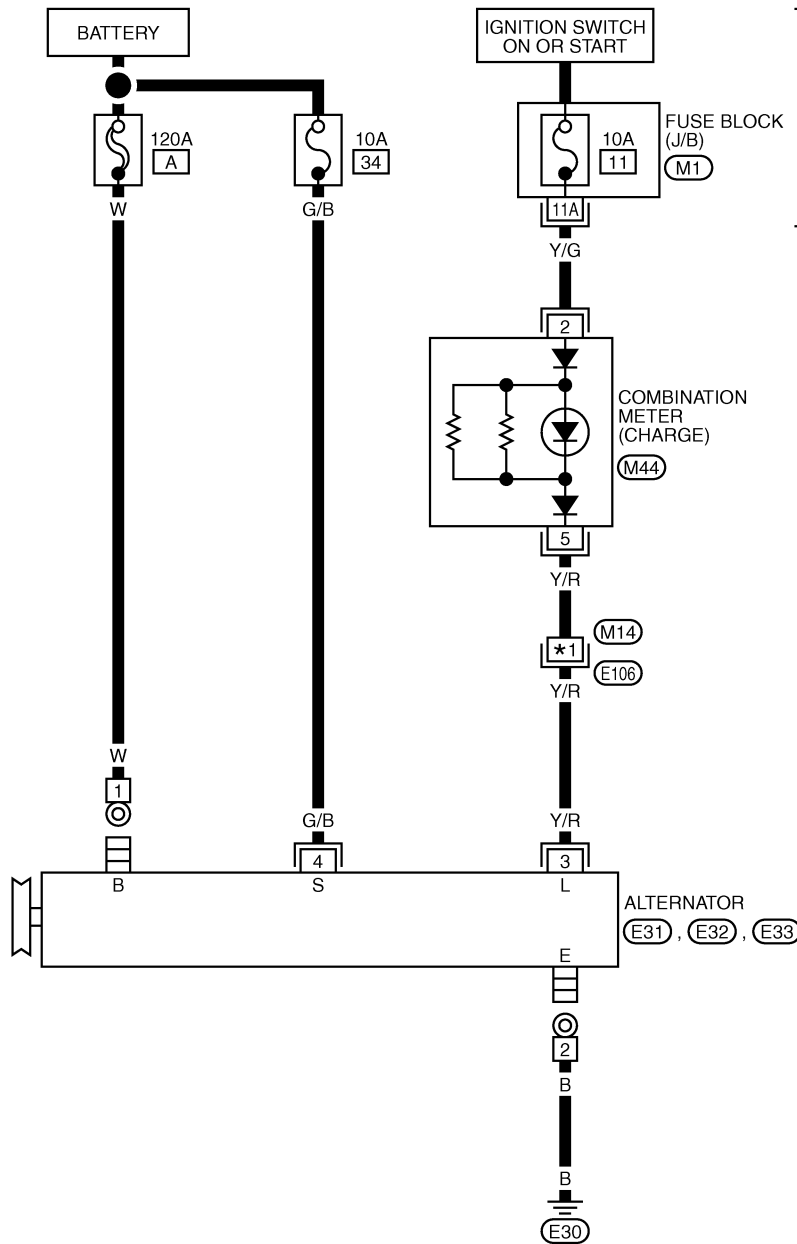 BATTERY
IGNITION SWITCH
ON OR START
120A
A
10A
34
10A
11
FUSE BLOCK
(J/B)
M1
11A
W
G/B
Y/G
2
COMBINATION
METER
(CHARGE)
M44
5
Y/R
M14
*1
E106
Y/R
W
1
G/B
Y/R
4
3
B
S
L
ALTERNATOR
E31 , E32 , E33
E
2
B
B
E30